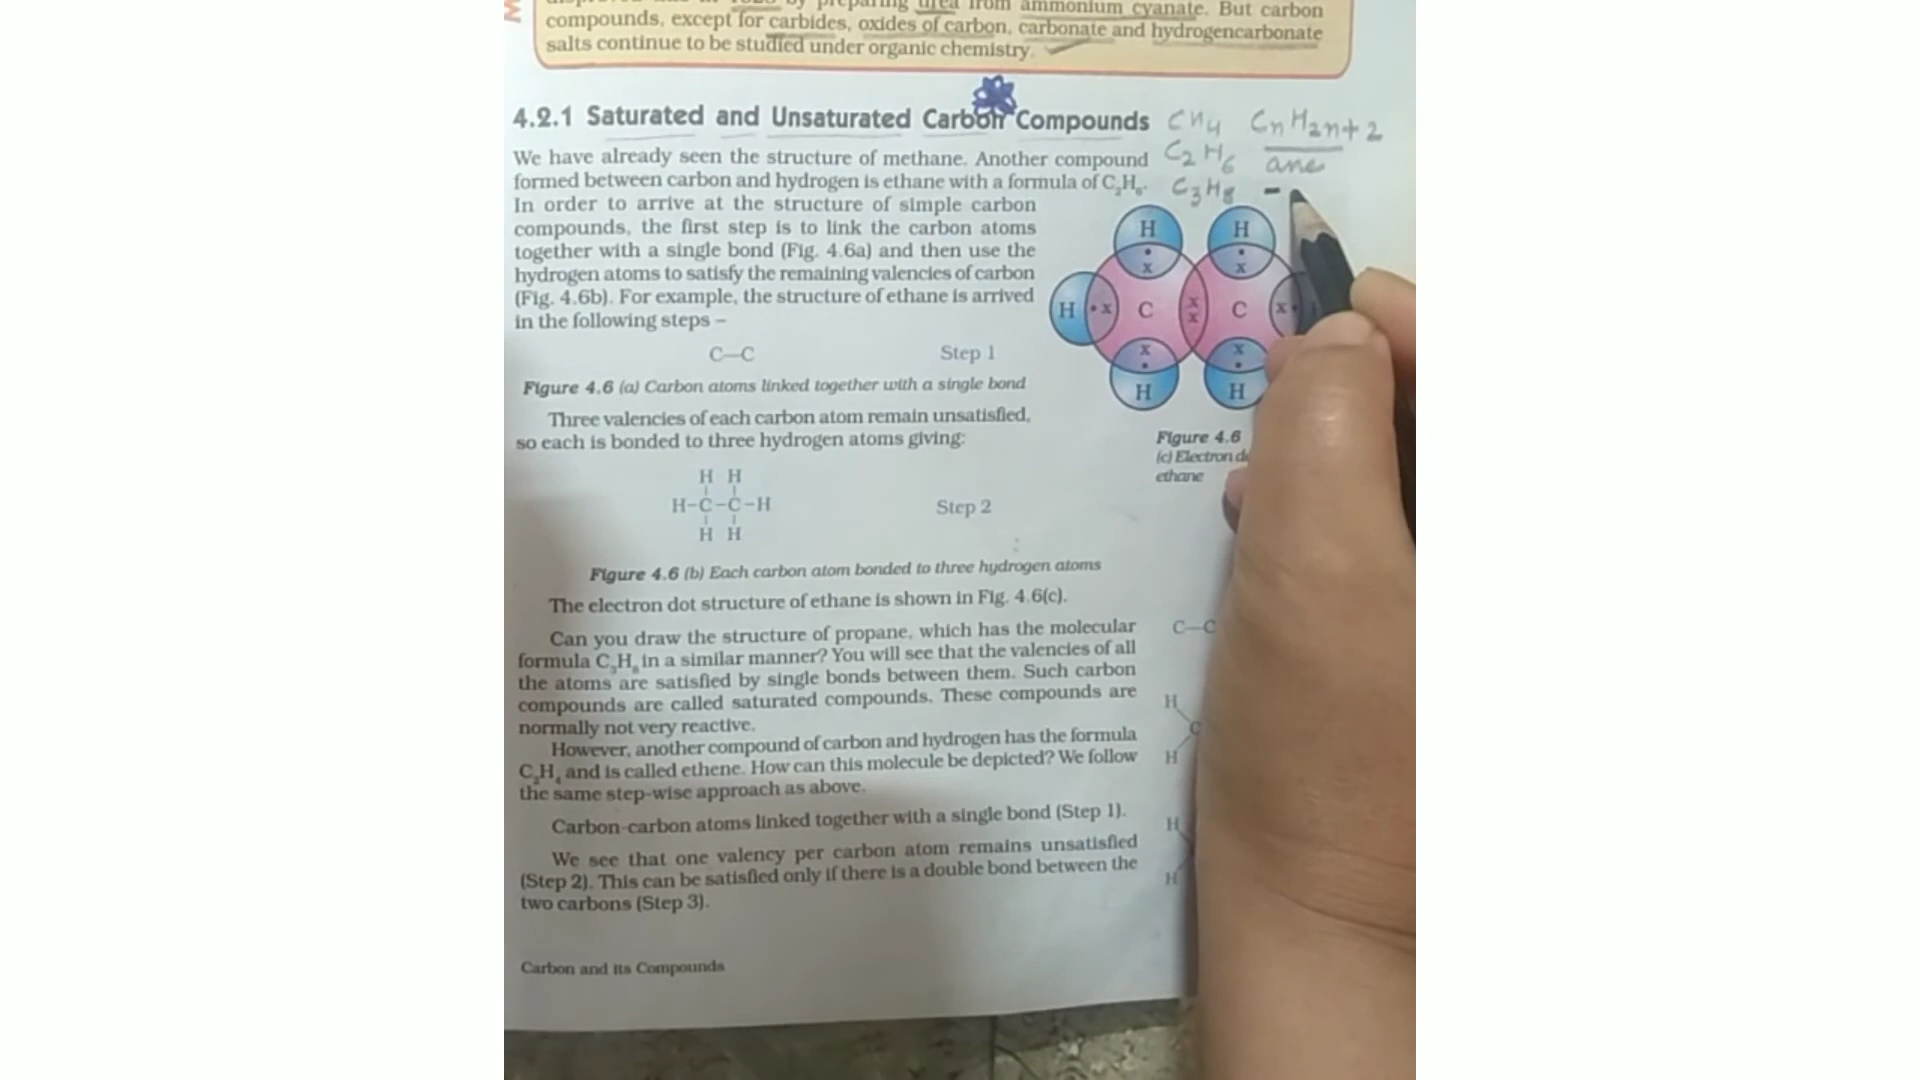 from ammonium cyanate. But carbon
compounds, except for carbides, oxides of carbon, carbonate and hydrogencarbonate
salts continue to be studied under organic chemistry.
4.2.1 Saturated and Unsaturated Carbon Compounds
CH4 CnH2n+2
C2H6 ane
C3H8 -
We have already seen the structure of methane. Another compound
formed between carbon and hydrogen is ethane with a formula of C2H6.
In order to arrive at the structure of simple carbon
compounds, the first step is to link the carbon atoms
together with a single bond (Fig. 4.6a) and then use the
hydrogen atoms to satisfy the remaining valencies of carbon
(Fig. 4.6b). For example, the structure of ethane is arrived
in the following steps –
C—C Step 1
Figure 4.6 (a) Carbon atoms linked together with a single bond
Three valencies of each carbon atom remain unsatisfied,
so each is bonded to three hydrogen atoms giving:
H H
H-C-C-H Step 2
H H
Figure 4.6 (b) Each carbon atom bonded to three hydrogen atoms
The electron dot structure of ethane is shown in Fig. 4.6(c).
Can you draw the structure of propane, which has the molecular
formula C3H8 in a similar manner? You will see that the valencies of all
the atoms are satisfied by single bonds between them. Such carbon
compounds are called saturated compounds. These compounds are
normally not very reactive.
However, another compound of carbon and hydrogen has the formula
C2H4 and is called ethene. How can this molecule be depicted? We follow
the same step-wise approach as above.
Carbon-carbon atoms linked together with a single bond (Step 1).
We see that one valency per carbon atom remains unsatisfied
(Step 2). This can be satisfied only if there is a double bond between the
two carbons (Step 3).
Carbon and its Compounds
H H
x x
H x C x C x
x
x x
H H
Figure 4.6
(c) Electron
ethane
C—C
H
C
H
H
H